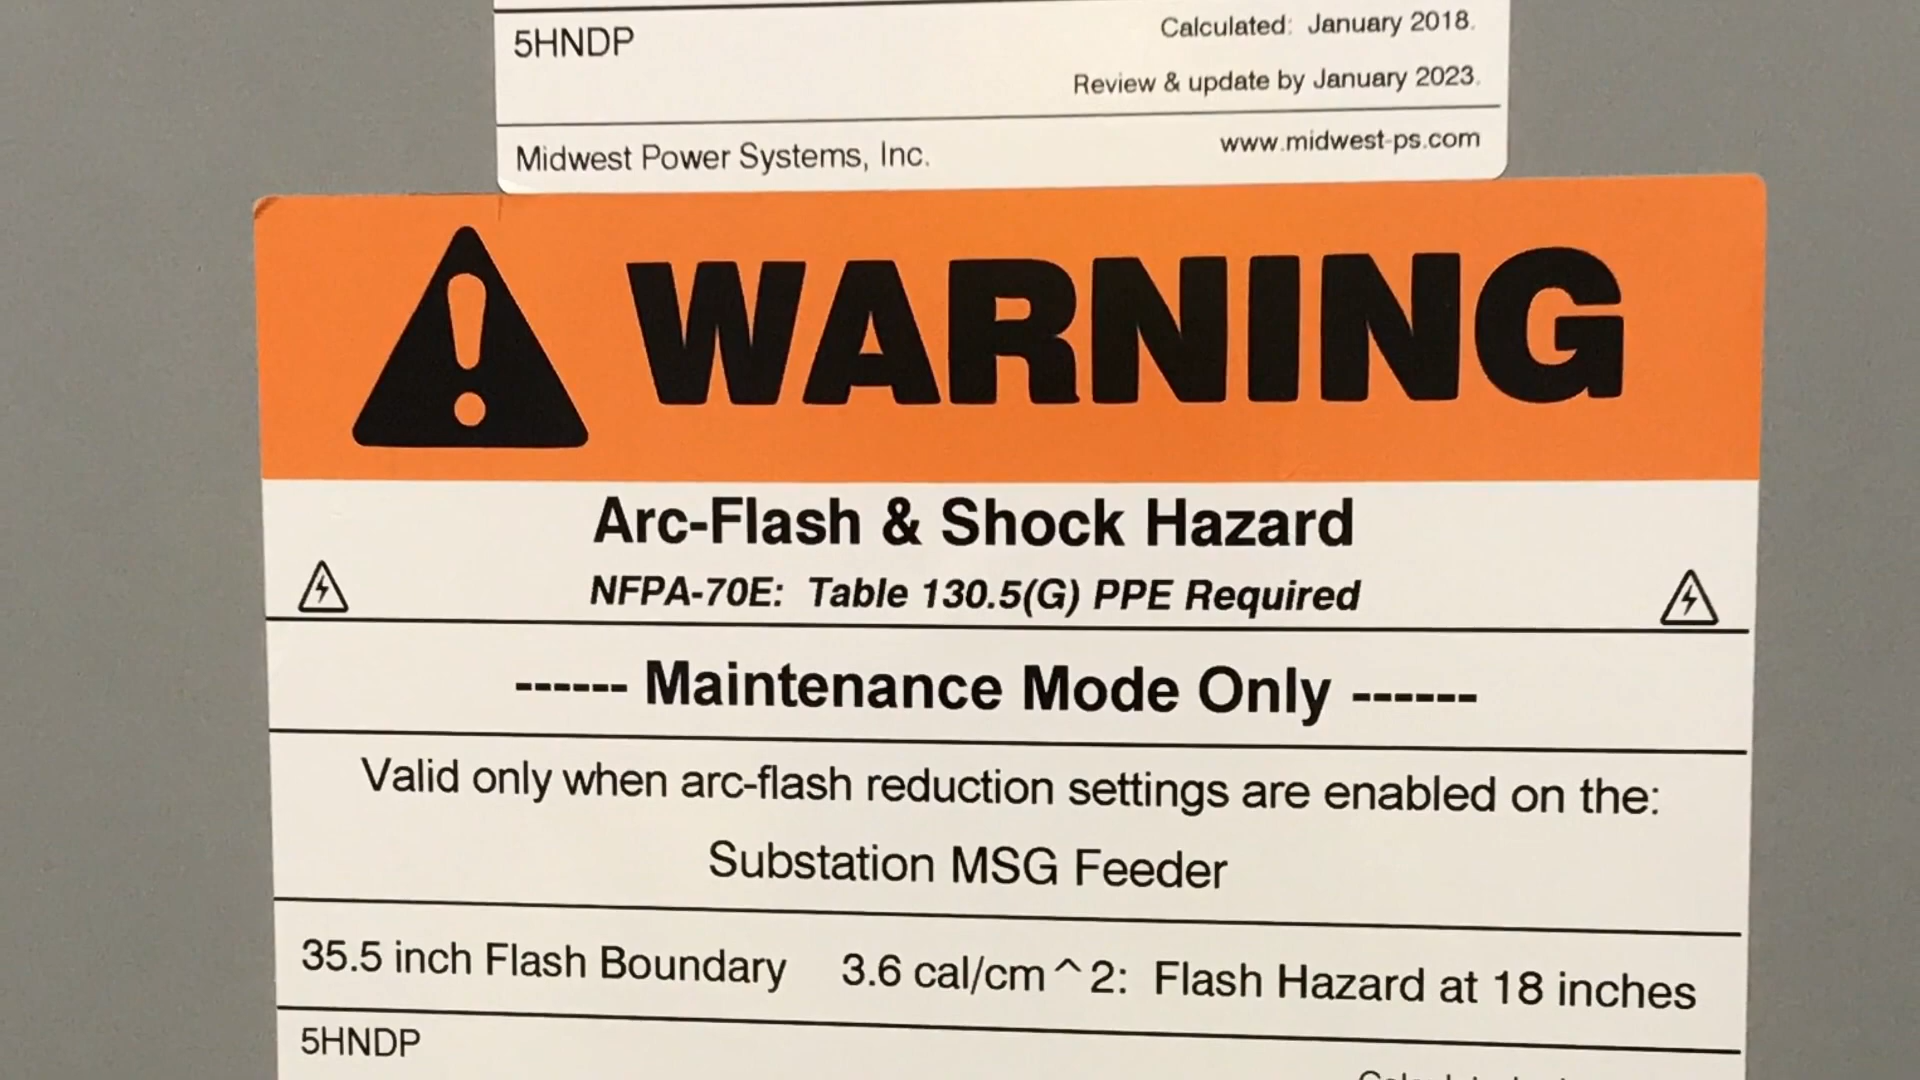 5HNDP
Calculated: January 2018.
Review & update by January 2023.
Midwest Power Systems, Inc.
www.midwest-ps.com
WARNING
Arc-Flash & Shock Hazard
NFPA-70E: Table 130.5(G) PPE Required
------ Maintenance Mode Only ------
Valid only when arc-flash reduction settings are enabled on the:
Substation MSG Feeder
35.5 inch Flash Boundary 3.6 cal/cm^2: Flash Hazard at 18 inches
5HNDP